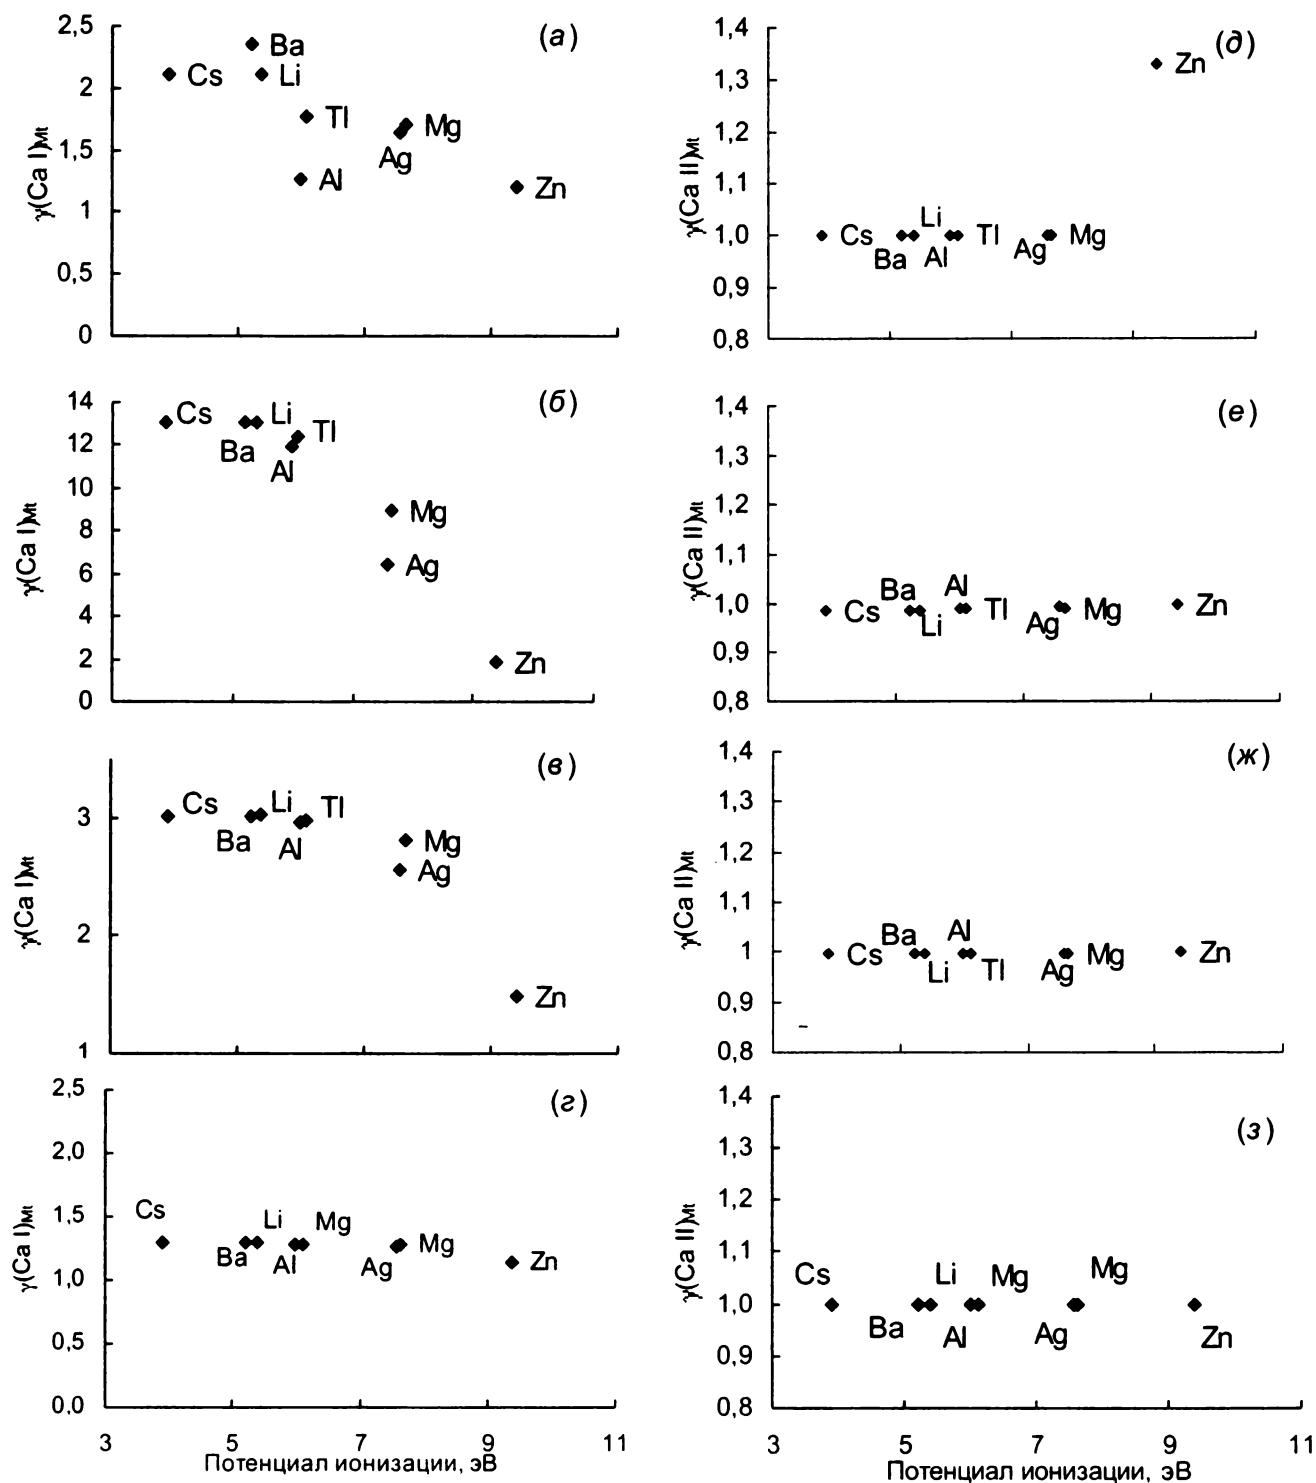 (а)
γ(Ca I)Mt
2,5
2
1,5
1
0,5
0
Cs
Ba
Li
Tl
Al
Mg
Ag
Zn
(д)
γ(Ca II)Mt
1,4
1,3
1,2
1,1
1,0
0,9
0,8
Zn
Cs
Ba
Li
Al
Tl
Ag
Mg
(б)
γ(Ca I)Mt
14
12
10
8
6
4
2
0
Cs
Ba
Li
Al
Tl
Mg
Ag
Zn
(е)
γ(Ca II)Mt
1,4
1,3
1,2
1,1
1,0
0,9
0,8
Cs
Ba
Li
Al
Tl
Ag
Mg
Zn
(в)
γ(Ca I)Mt
3
2
1
Cs
Ba
Li
Al
Tl
Mg
Ag
Zn
(ж)
γ(Ca II)Mt
1,4
1,3
1,2
1,1
1
0,9
0,8
Cs
Ba
Li
Al
Tl
Ag
Mg
Zn
(г)
γ(Ca I)Mt
2,5
2,0
1,5
1,0
0,5
0,0
Cs
Ba
Li
Al
Mg
Ag
Mg
Zn
3 5 7 9 11
Потенциал ионизации, эВ
(з)
γ(Ca II)Mt
1,4
1,3
1,2
1,1
1,0
0,9
0,8
Cs
Ba
Li
Al
Mg
Ag
Mg
Zn
3 5 7 9 11
Потенциал ионизации, эВ